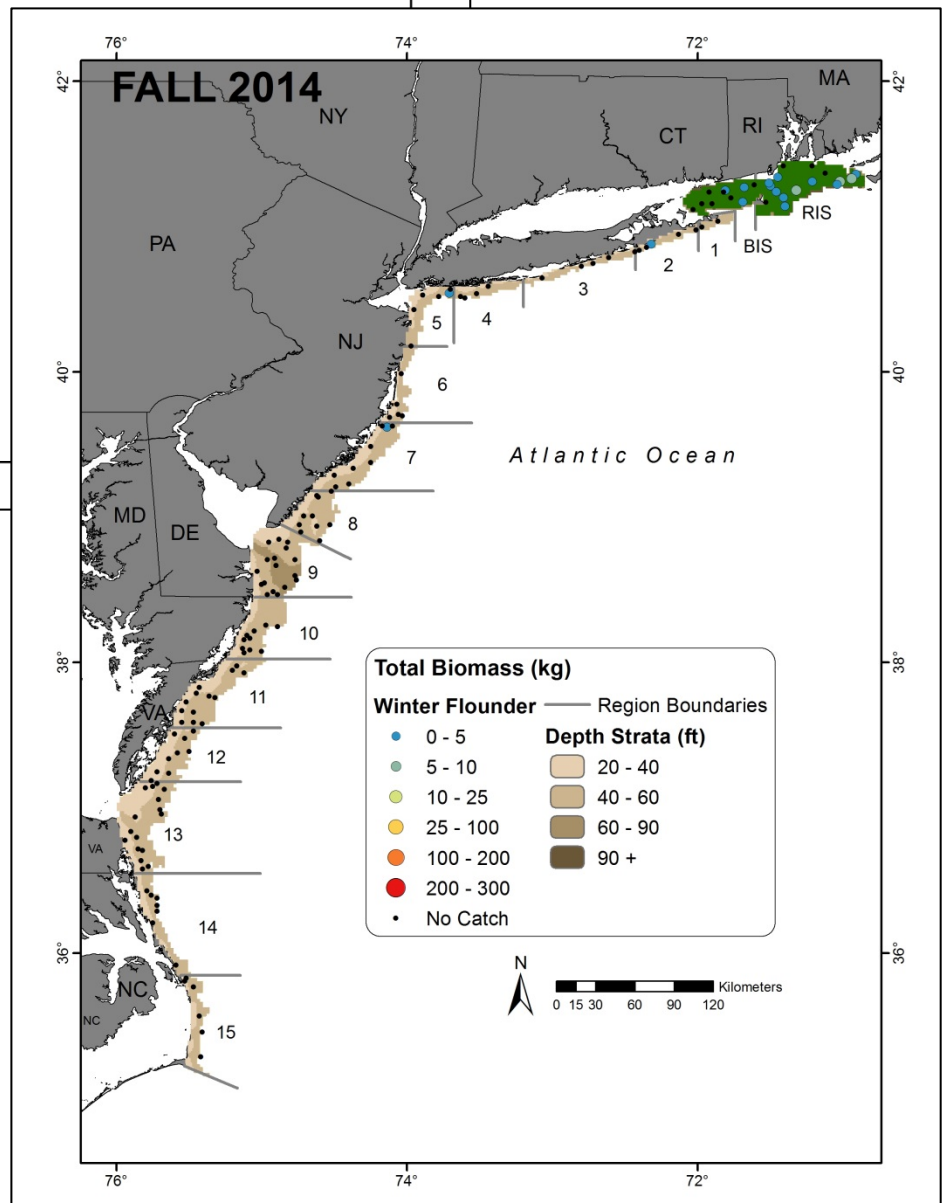 76°
74°
72°
FALL 2014
42°
42°
NY
MA
CT
RI
PA
RIS
BIS
1
2
3
5
4
NJ
40°
40°
6
Atlantic Ocean
7
MD
DE
8
9
10
38°
38°
11
VA
12
13
VA
14
36°
36°
NC
NC
15
Total Biomass (kg)
Winter Flounder
Region Boundaries
0 - 5
Depth Strata (ft)
5 - 10
20 - 40
10 - 25
40 - 60
25 - 100
60 - 90
100 - 200
90 +
200 - 300
No Catch
N
Kilometers
0 15 30 60 90 120
76°
74°
72°